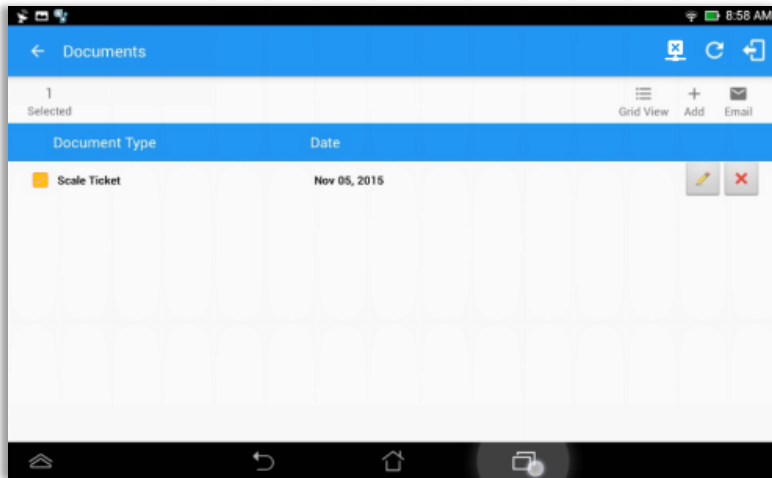 8:58 AM
Documents
1
Selected
Grid View
Add
Email
Document Type
Date
Scale Ticket
Nov 05, 2015